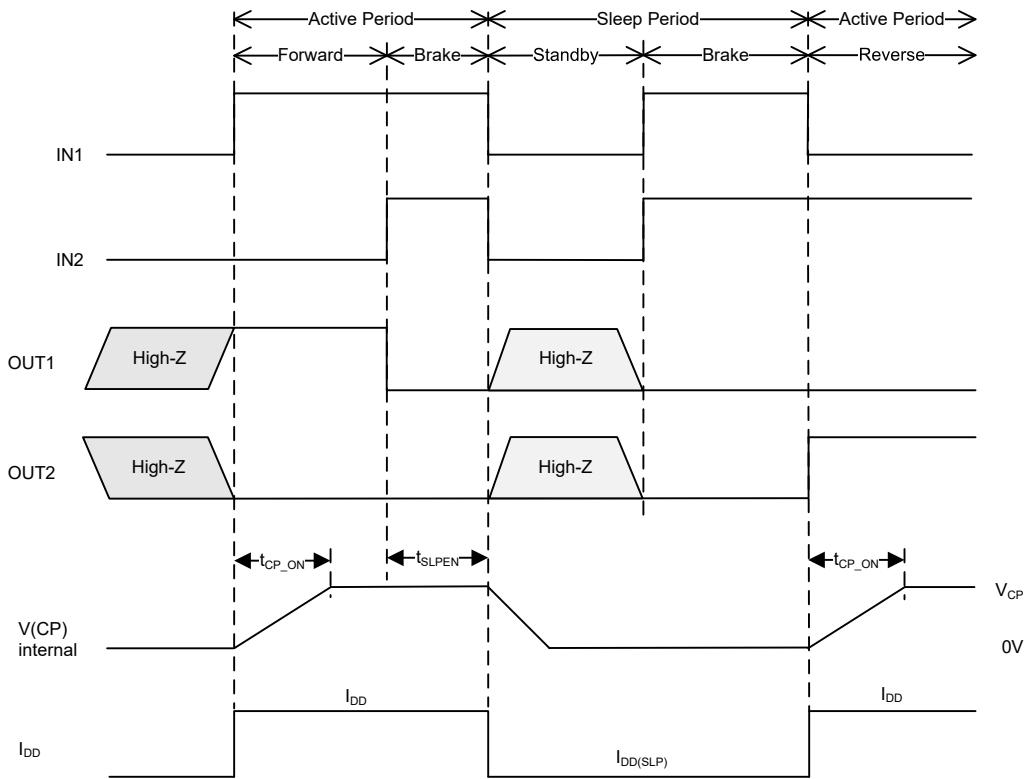 Active Period Sleep Period Active Period
Forward Brake Standby Brake Reverse
IN1
IN2
OUT1 High-Z High-Z
OUT2 High-Z High-Z
tCP_ON tSLPEN tCP_ON
V(CP)
internal
VCP
0V
IDD IDD
IDD
IDD(SLP)